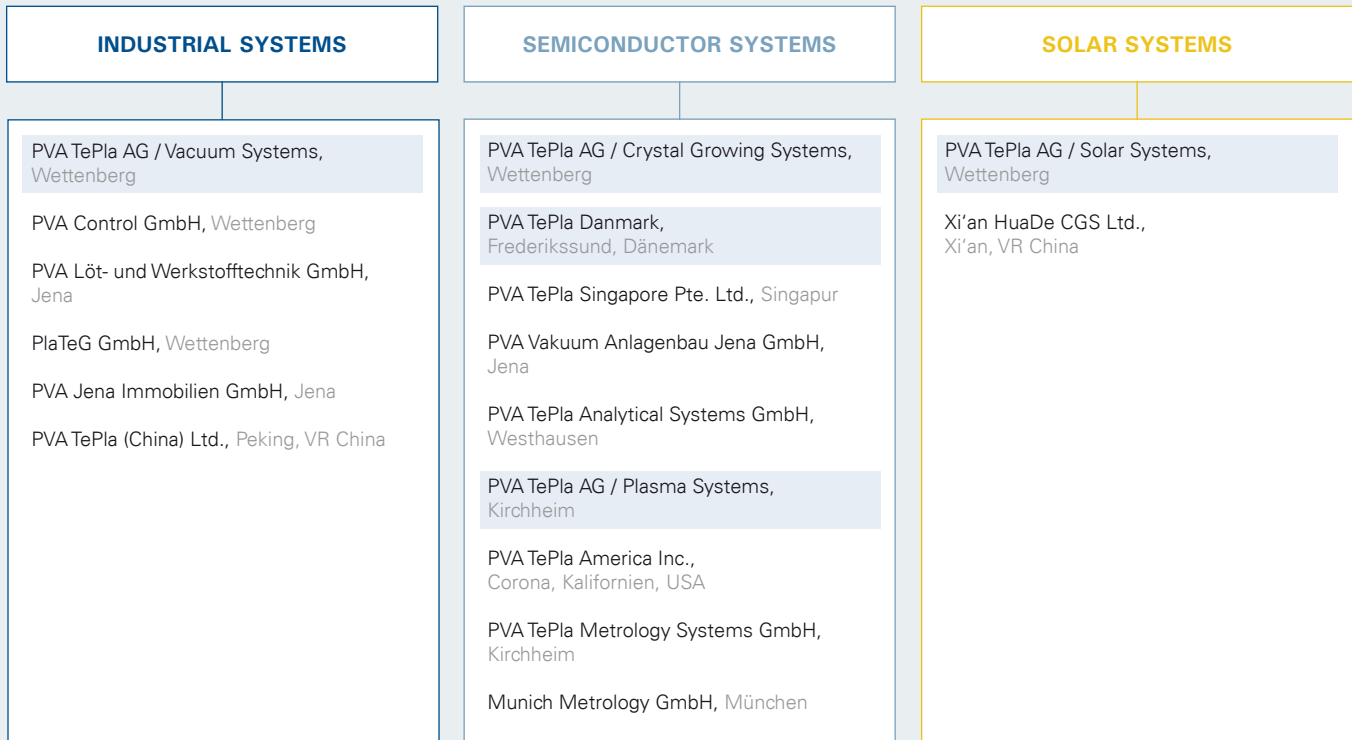 INDUSTRIAL SYSTEMS
PVA TePla AG / Vacuum Systems,
Wettenberg
PVA Control GmbH, Wettenberg
PVA Löt- und Werkstofftechnik GmbH,
Jena
PlaTeG GmbH, Wettenberg
PVA Jena Immobilien GmbH, Jena
PVA TePla (China) Ltd., Peking, VR China
SEMICONDUCTOR SYSTEMS
PVA TePla AG / Crystal Growing Systems,
Wettenberg
PVA TePla Danmark,
Frederikssund, Dänemark
PVA TePla Singapore Pte. Ltd., Singapur
PVA Vakuum Anlagenbau Jena GmbH,
Jena
PVA TePla Analytical Systems GmbH,
Westhausen
PVA TePla AG / Plasma Systems,
Kirchheim
PVA TePla America Inc.,
Corona, Kalifornien, USA
PVA TePla Metrology Systems GmbH,
Kirchheim
Munich Metrology GmbH, München
SOLAR SYSTEMS
PVA TePla AG / Solar Systems,
Wettenberg
Xi‘an HuaDe CGS Ltd.,
Xi‘an, VR China